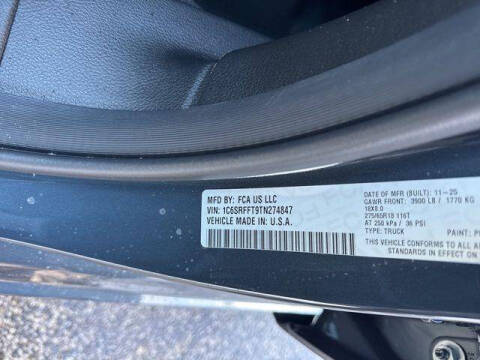 MFD BY: FCA US LLC
VIN: 1C6SRFFT9TN274847
VEHICLE MADE IN: U.S.A.
DATE OF MFR (BUILT): 11-25
GAWR FRONT: 3900 LB / 1770 KG
18X8.0
275/65R18 116T
AT 250 kPa / 36 PSI
TYPE: TRUCK PAINT:
THIS VEHICLE CONFORMS TO ALL
STANDARDS IN EFFECT ON